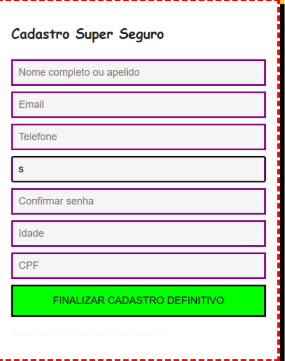 Cadastro Super Seguro
Nome completo ou apelido
Email
Telefone
s
Confirmar senha
Idade
CPF
FINALIZAR CADASTRO DEFINITIVO